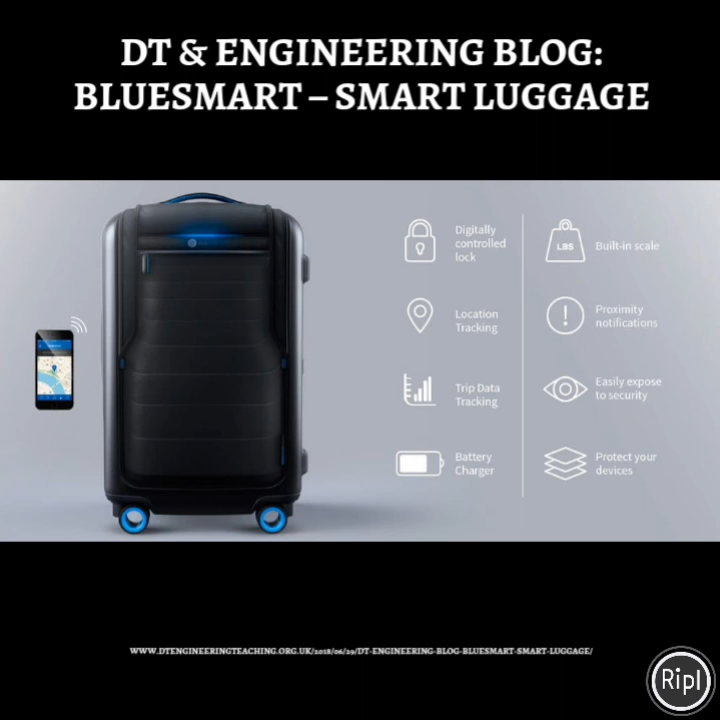 DT & ENGINEERING BLOG:
BLUESMART – SMART LUGGAGE
Digitally
controlled
lock
Location
Tracking
Trip Data
Tracking
Battery
Charger
LBS
Built-in scale
Proximity
notifications
Easily expose
to security
Protect your
devices
WWW.DTENGINEERINGTEACHING.ORG.UK/2018/06/29/DT-ENGINEERING-BLOG-BLUESMART-SMART-LUGGAGE/
Ripl